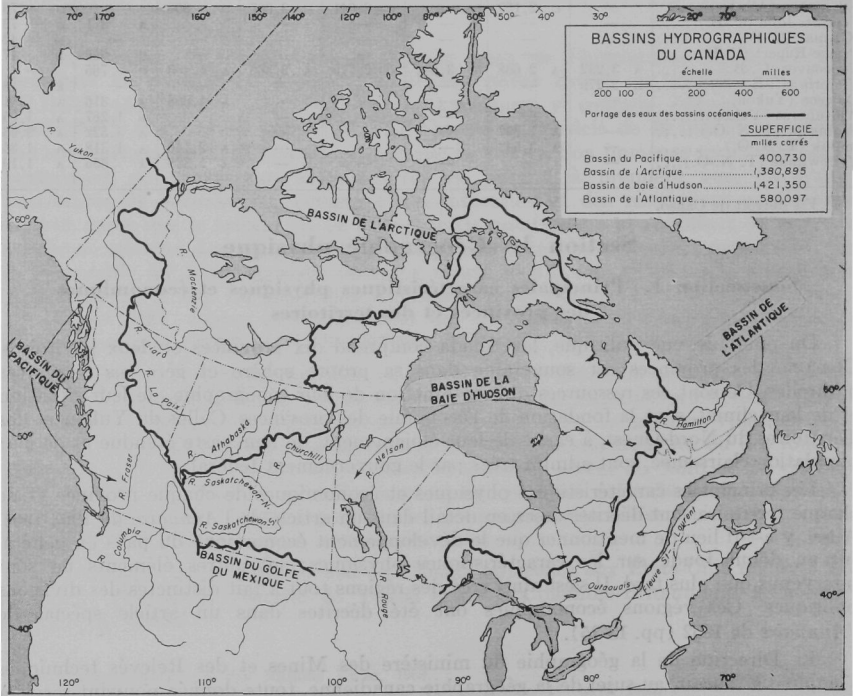 70° 160° 140° 120° 100° 80° 60° 50° 40° 30° 20° 70°
BASSINS HYDROGRAPHIQUES
DU CANADA
échelle milles
200 100 0 200 400 600
Partage des eaux des bassins océaniques
SUPERFICIE
milles carrés
Bassin du Pacifique 400,730
Bassin de l'Arctique 1,380,895
Bassin de baie d'Hudson 1,421,350
Bassin de l'Atlantique 580,097
R. Yukon
60°
BASSIN DE L'ARCTIQUE
R. Mackenzie
BASSIN DU
PACIFIQUE
R. Liard
R. La Paix
BASSIN DE
L'ATLANTIQUE
BASSIN DE LA
BAIE D'HUDSON
60°
R. Hamilton
50°
R. Athabaska
R. Churchill
R. Nelson
R. Fraser
R. Saskatchewan-N.
50°
R. Saskatchewan-S.
R. Columbia
BASSIN DU GOLFE
DU MEXIQUE
R. Rouge
R. Outaouais
Fleuve St-Laurent
40°
40°
120° 110° 100° 90° 80° 70°